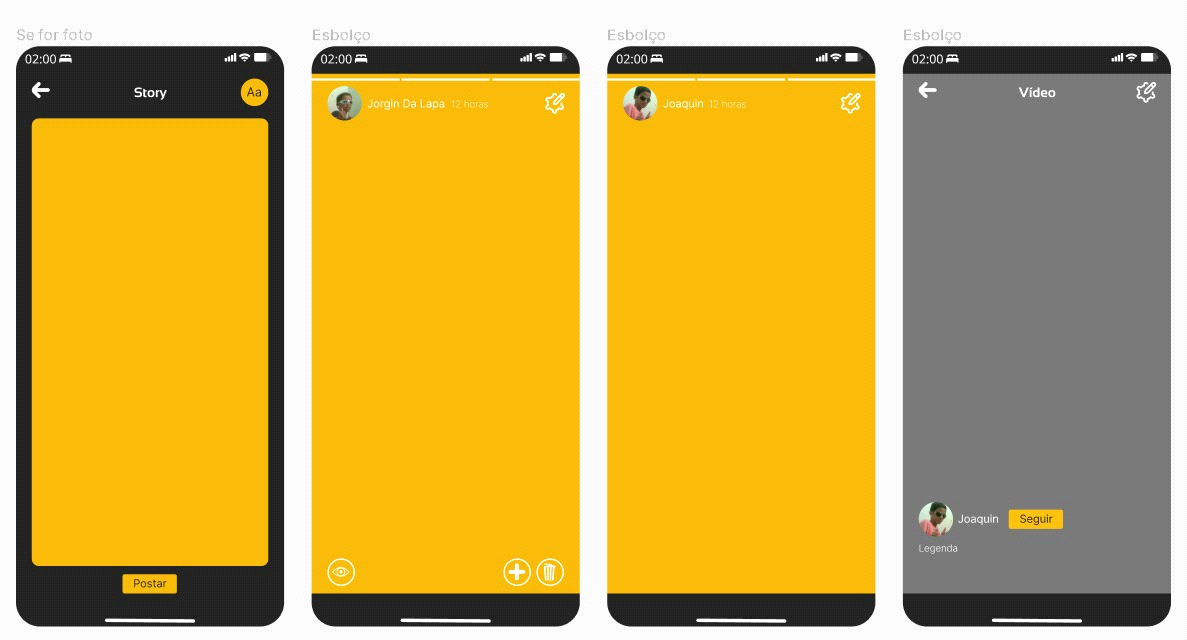 Se for foto
02:00
Story
Aa
Postar
Esbolço
02:00
Jorgin Da Lapa 12 horas
Esbolço
02:00
Joaquin 12 horas
Esbolço
02:00
Vídeo
Joaquin Seguir
Legenda